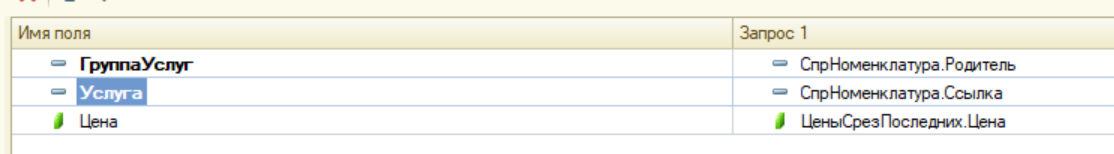 Имя поля Запрос 1
ГруппаУслуг СпрНоменклатура.Родитель
Услуга СпрНоменклатура.Ссылка
Цена ЦеныСрезПоследних.Цена